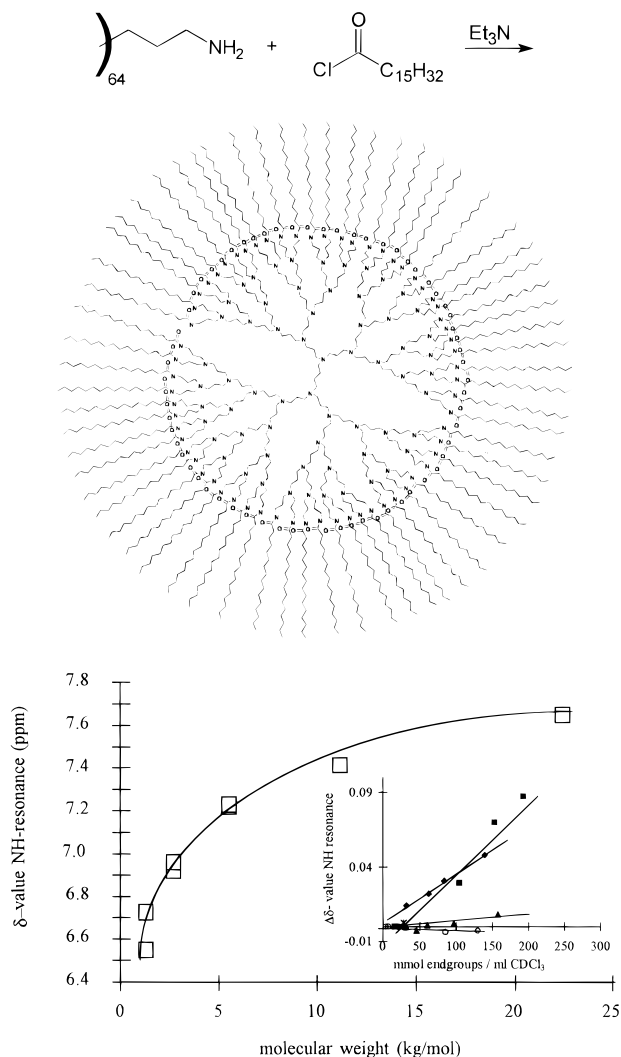 )64 NH2 + Cl O C15H32 Et3N
δ–value NH-resonance (ppm)
7.8
7.6
7.4
7.2
7.0
6.8
6.6
6.4
0 5 10 15 20 25
molecular weight (kg/mol)
Δδ- value NH resonance
0.09
0.04
-0.01
0 50 100 150 200 250 300
mmol endgroups / ml CDCl3